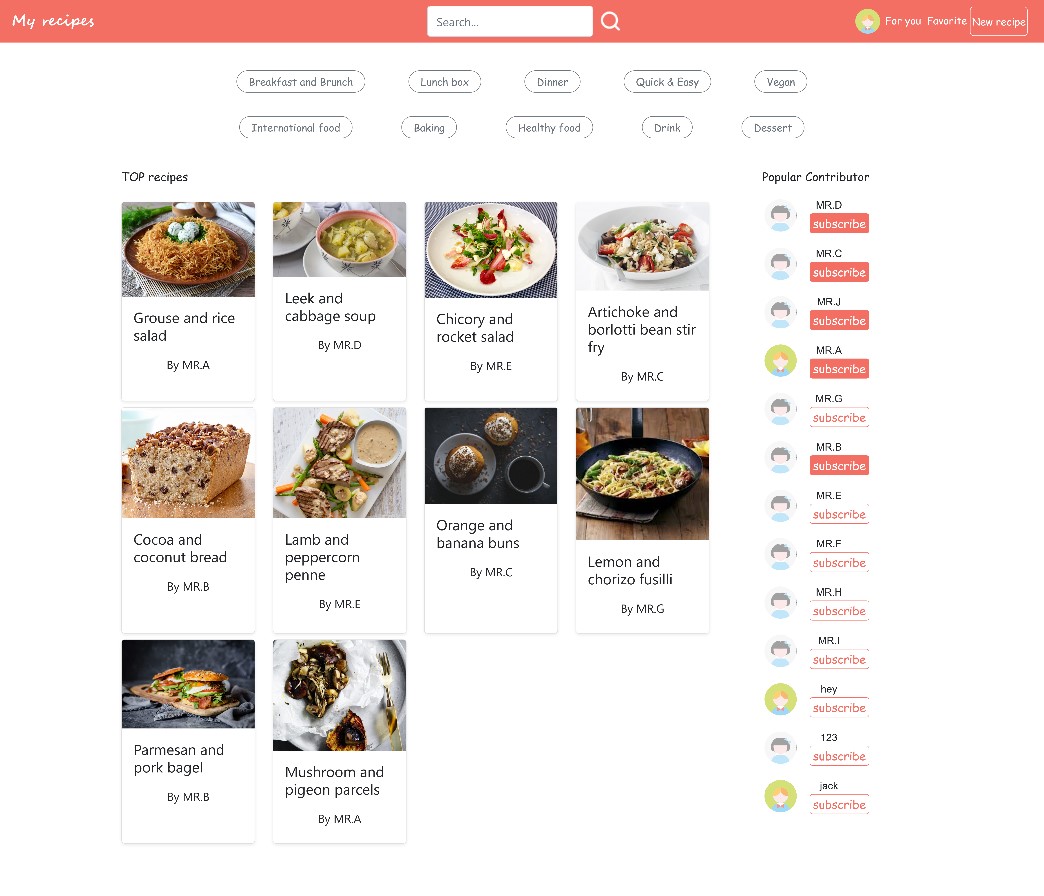 My recipes
Search...
For you
Favorite
New recipe
Breakfast and Brunch
Lunch box
Dinner
Quick & Easy
Vegan
International food
Baking
Healthy food
Drink
Dessert
TOP recipes
Grouse and rice
salad
By MR.A
Leek and
cabbage soup
By MR.D
Chicory and
rocket salad
By MR.E
Artichoke and
borlotti bean stir
fry
By MR.C
Cocoa and
coconut bread
By MR.B
Lamb and
peppercorn
penne
By MR.E
Orange and
banana buns
By MR.C
Lemon and
chorizo fusilli
By MR.G
Parmesan and
pork bagel
By MR.B
Mushroom and
pigeon parcels
By MR.A
Popular Contributor
MR.D
subscribe
MR.C
subscribe
MR.J
subscribe
MR.A
subscribe
MR.G
subscribe
MR.B
subscribe
MR.E
subscribe
MR.F
subscribe
MR.H
subscribe
MR.I
subscribe
hey
subscribe
123
subscribe
jack
subscribe